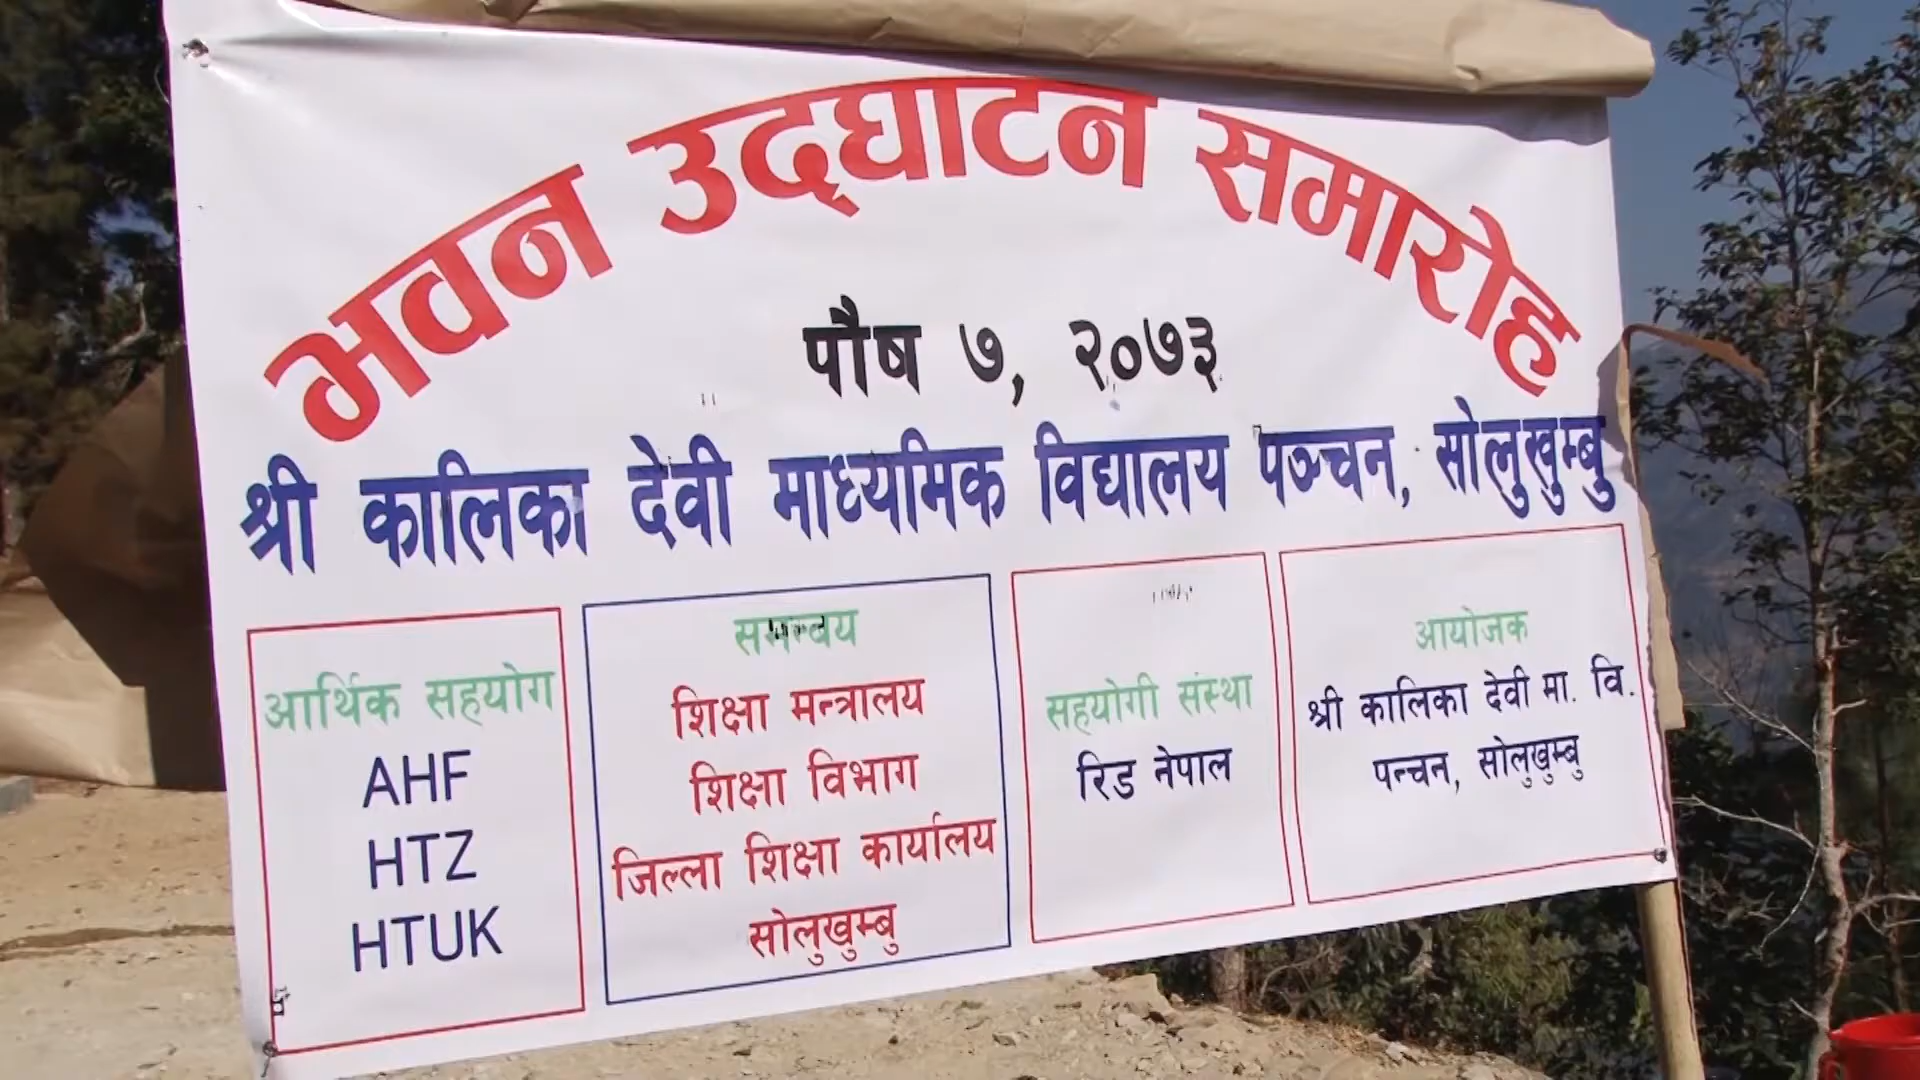 भवन उद्घाटन समारोह
पौष ७, २०७३
श्री कालिका देवी माध्यमिक विद्यालय पञ्चन, सोलुखुम्बु
आर्थिक सहयोग
AHF
HTZ
HTUK
समन्वय
शिक्षा मन्त्रालय
शिक्षा विभाग
जिल्ला शिक्षा कार्यालय
सोलुखुम्बु
सहयोगी संस्था
रिड नेपाल
आयोजक
श्री कालिका देवी मा. वि.
पन्चन, सोलुखुम्बु